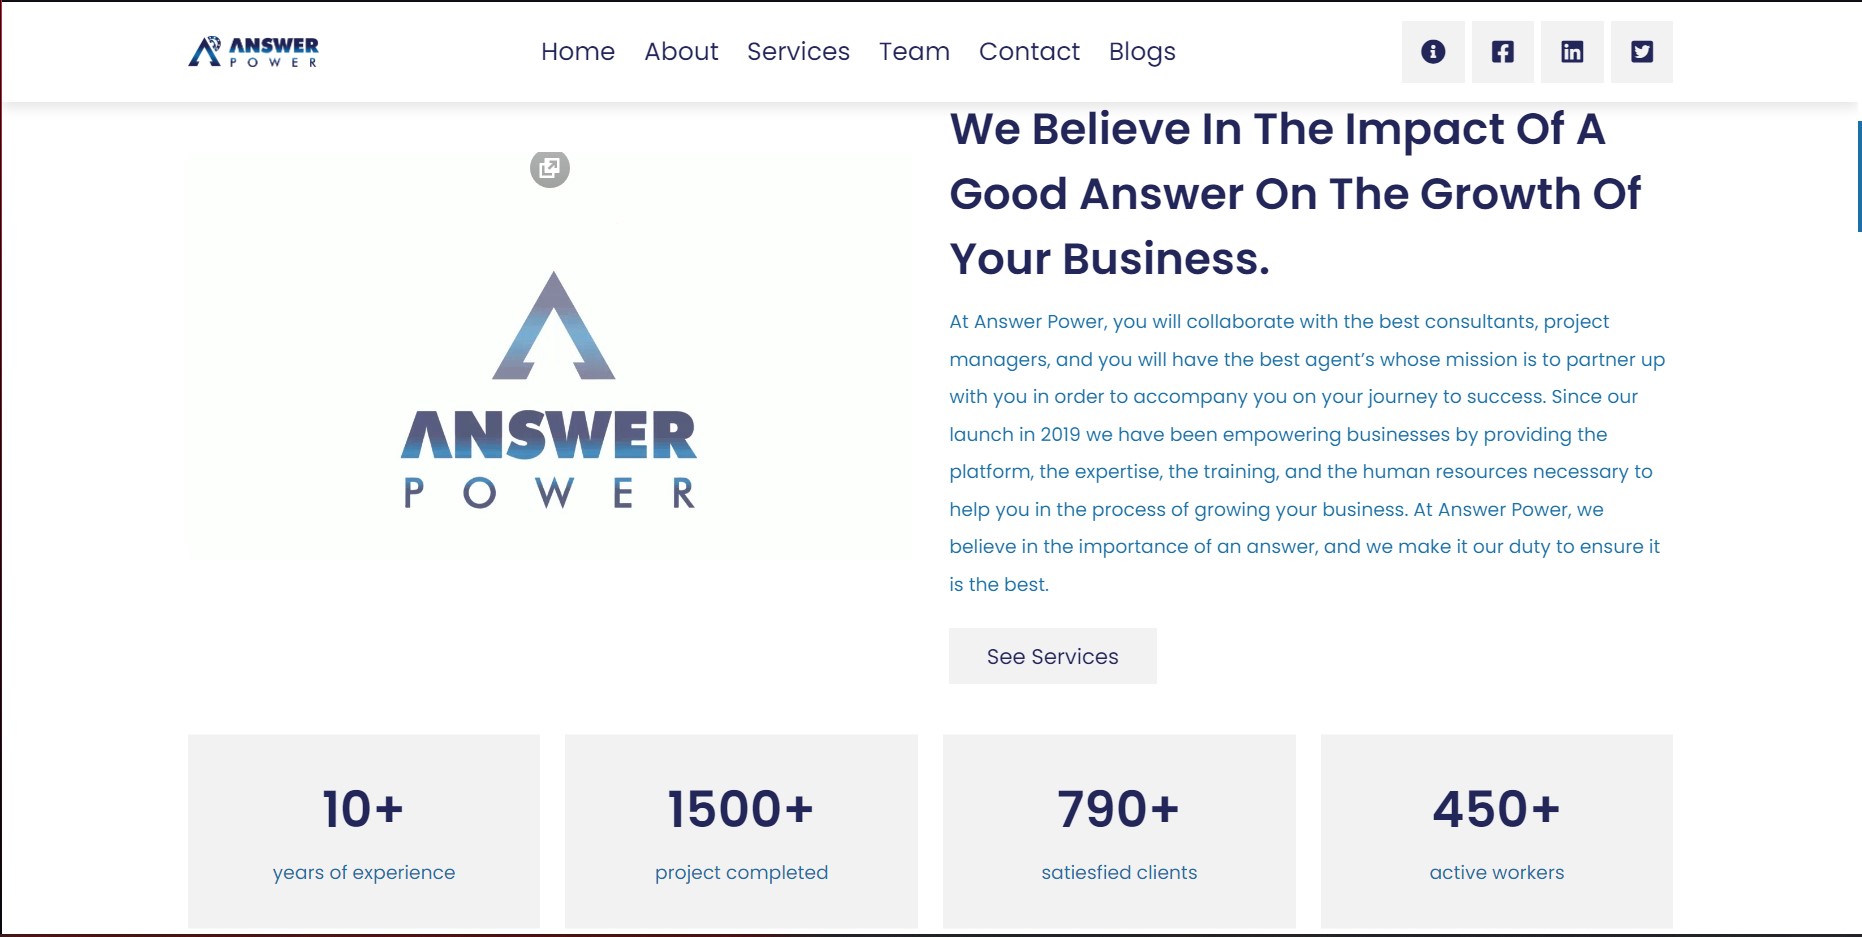 ANSWER
POWER
Home About Services Team Contact Blogs
We Believe In The Impact Of A
Good Answer On The Growth Of
Your Business.
ANSWER
POWER
At Answer Power, you will collaborate with the best consultants, project
managers, and you will have the best agent’s whose mission is to partner up
with you in order to accompany you on your journey to success. Since our
launch in 2019 we have been empowering businesses by providing the
platform, the expertise, the training, and the human resources necessary to
help you in the process of growing your business. At Answer Power, we
believe in the importance of an answer, and we make it our duty to ensure it
is the best.
See Services
10+
years of experience
1500+
project completed
790+
satiesfied clients
450+
active workers